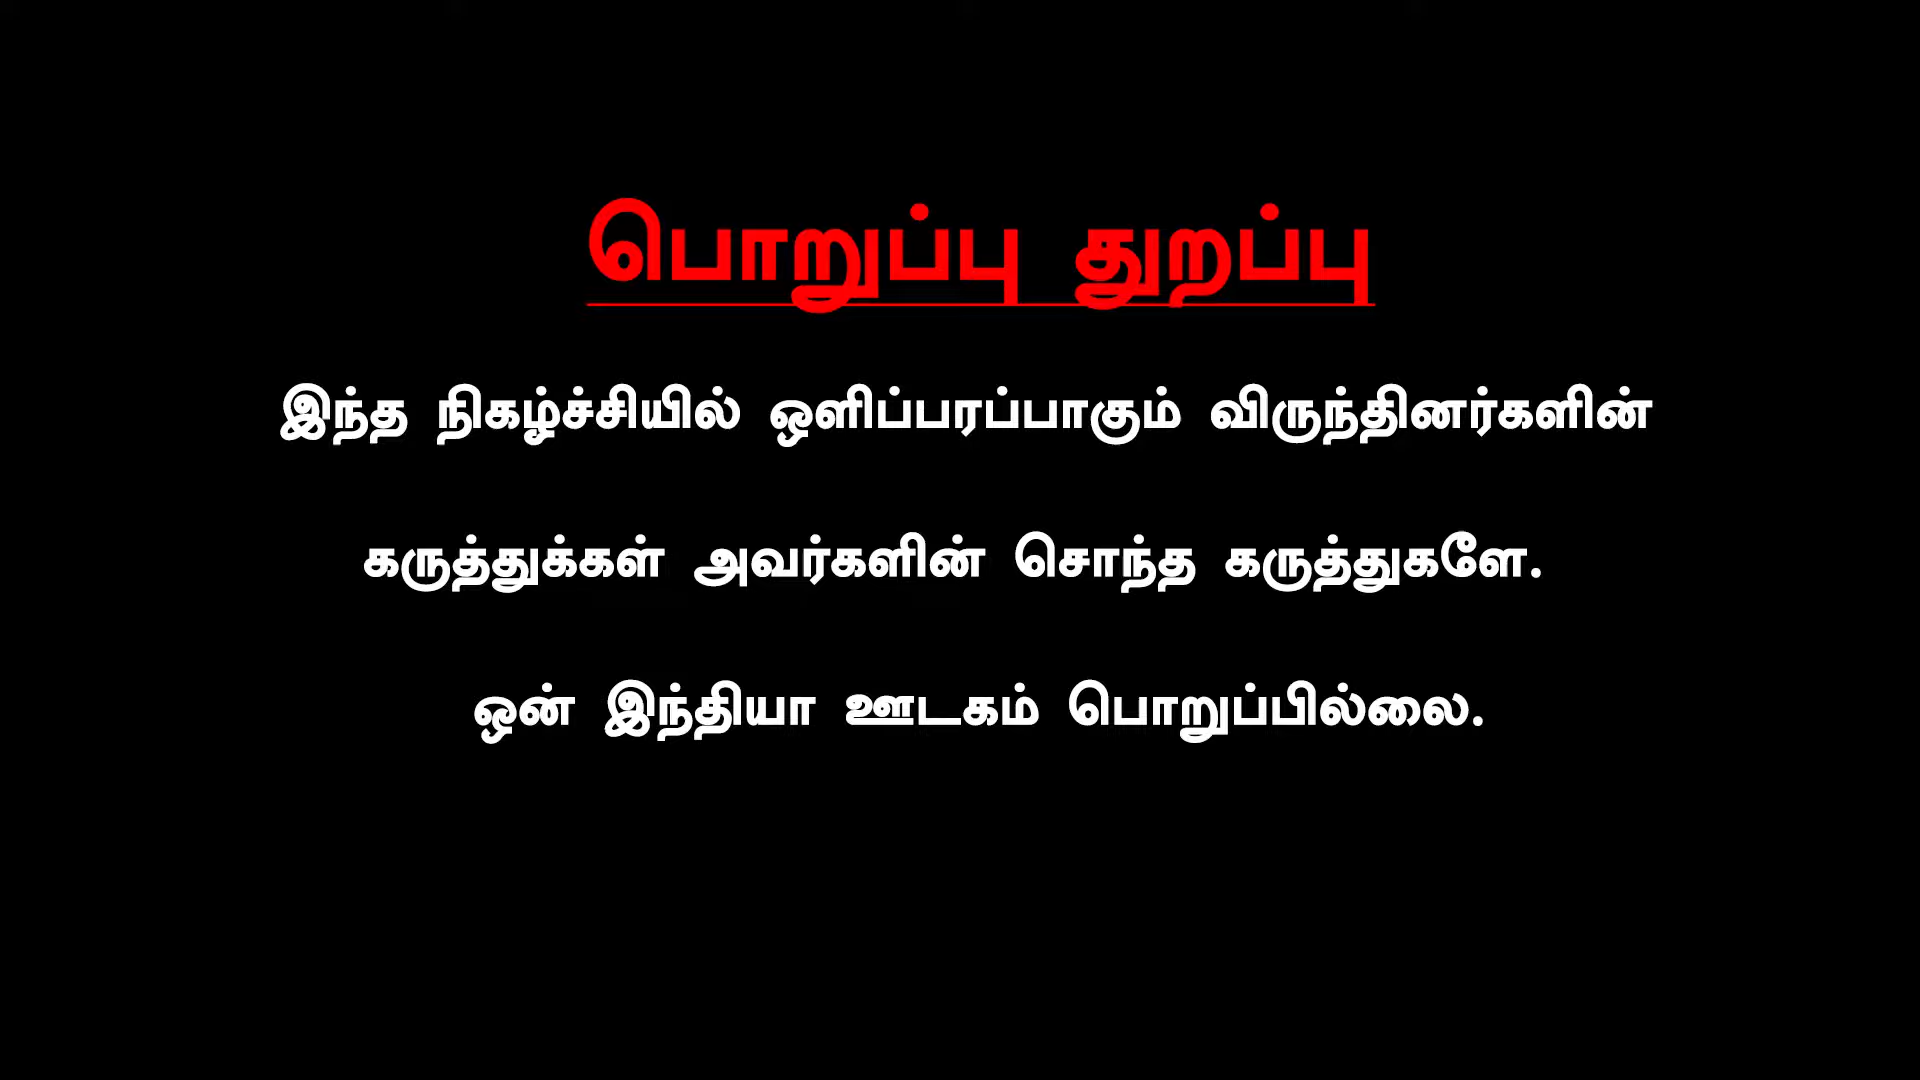 பொறுப்பு துறப்பு
இந்த நிகழ்ச்சியில் ஒளிப்பரப்பாகும் விருந்தினர்களின்
கருத்துக்கள் அவர்களின் சொந்த கருத்துகளே.
ஒன் இந்தியா ஊடகம் பொறுப்பில்லை.